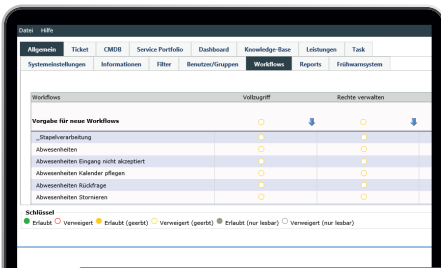 Datei Hilfe
Allgemein Ticket CMDB Service Portfolio Dashboard Knowledge-Base Leistungen Task
Systemeinstellungen Informationen Filter Benutzer/Gruppen Workflows Reports Frühwarnsystem
Workflows Vollzugriff Rechte verwalten
Vorgabe für neue Workflows
_Stapelverarbeitung
Abwesenheiten
Abwesenheiten Eingang nicht akzeptiert
Abwesenheiten Kalender pflegen
Abwesenheiten Rückfrage
Abwesenheiten Stornieren
Schlüssel
Erlaubt Verweigert Erlaubt (geerbt) Verweigert (geerbt) Erlaubt (nur lesbar) Verweigert (nur lesbar)